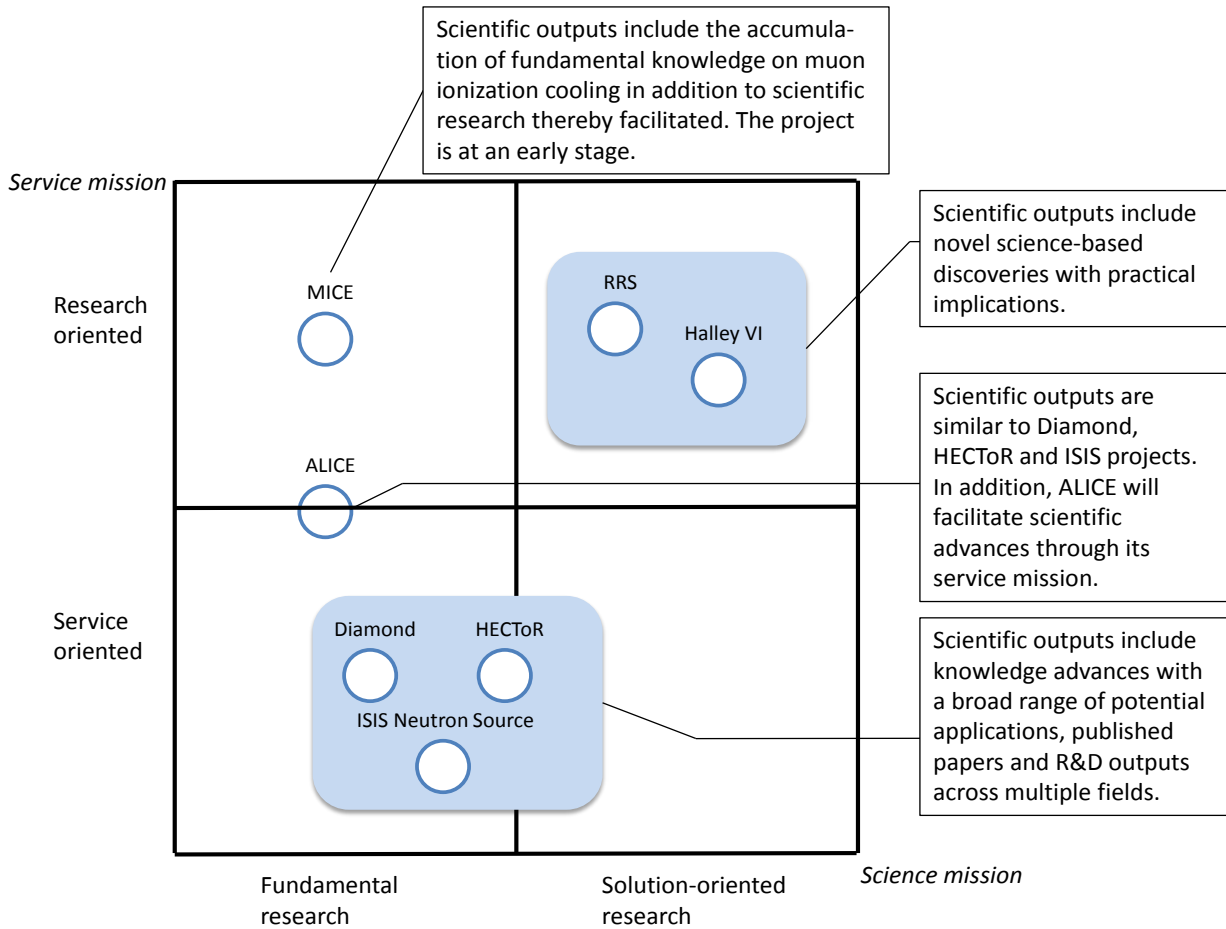 Scientific outputs include the accumula-
tion of fundamental knowledge on muon
ionization cooling in addition to scientific
research thereby facilitated. The project
is at an early stage.
Service mission
Scientific outputs include
novel science-based
discoveries with practical
implications.
Research
oriented
MICE
RRS
Halley VI
Scientific outputs are
similar to Diamond,
HECToR and ISIS projects.
In addition, ALICE will
facilitate scientific
advances through its
service mission.
ALICE
Service
oriented
Diamond
HECToR
ISIS Neutron Source
Scientific outputs include
knowledge advances with
a broad range of potential
applications, published
papers and R&D outputs
across multiple fields.
Science mission
Fundamental
research
Solution-oriented
research